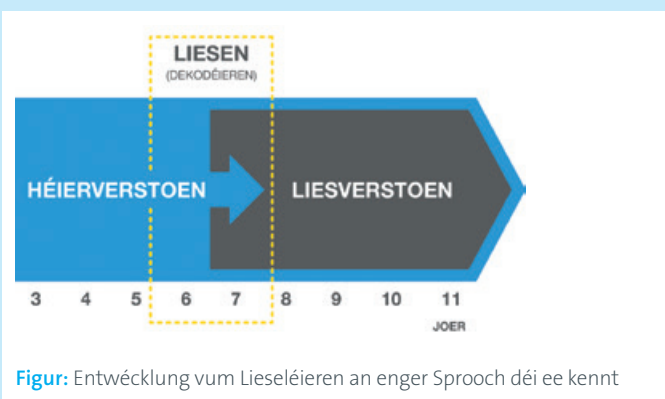 LIESEN
(DEKODÉIEREN)
HÉIERVERSTOEN
LIESVERSTOEN
3 4 5 6 7 8 9 10 11
JOER
Figur: Entwécklung vum Lieseléieren an enger Sprooch déi ee kennt